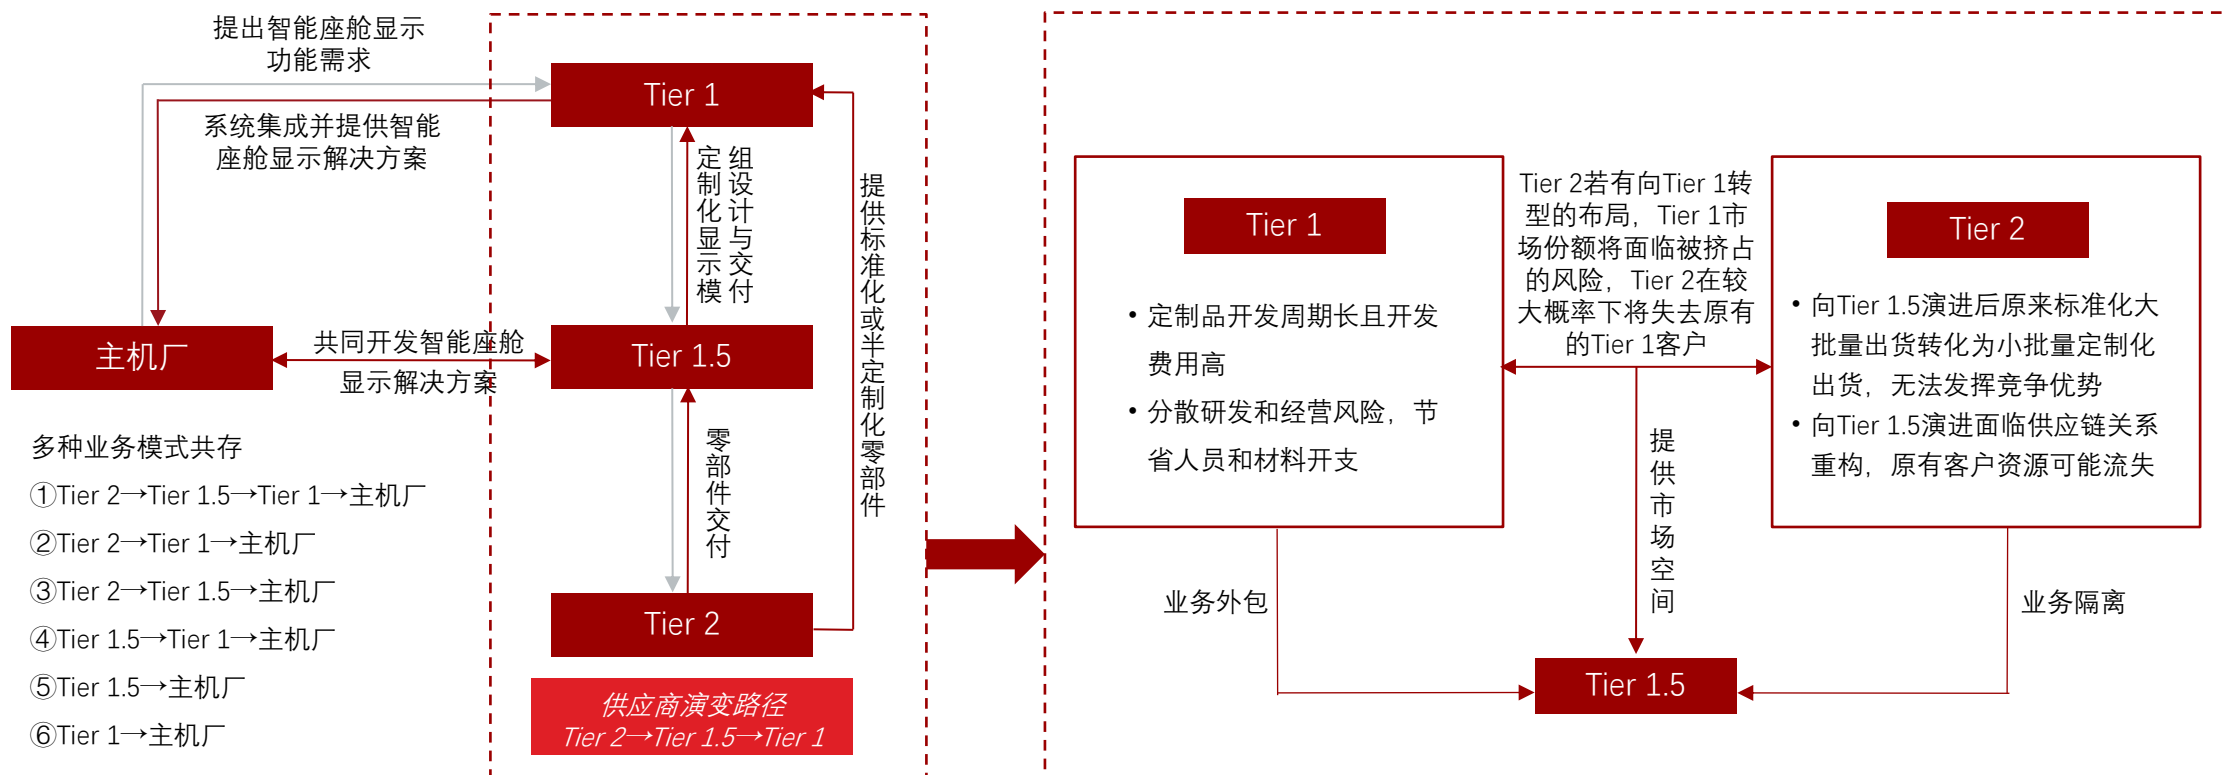 提出智能座舱显示
功能需求
系统集成并提供智能
座舱显示解决方案
主机厂
共同开发智能座舱
显示解决方案
多种业务模式共存
①Tier 2→Tier 1.5→Tier 1→主机厂
②Tier 2→Tier 1→主机厂
③Tier 2→Tier 1.5→主机厂
④Tier 1.5→Tier 1→主机厂
⑤Tier 1.5→主机厂
⑥Tier 1→主机厂
Tier 1
定制化显示模
组设计与交付
提供标准化或半定制化零部件
Tier 1.5
零部件交付
Tier 2
供应商演变路径
Tier 2→Tier 1.5→Tier 1
Tier 1
• 定制品开发周期长且开发
费用高
• 分散研发和经营风险，节
省人员和材料开支
Tier 2若有向Tier 1转
型的布局，Tier 1市
场份额将面临被挤占
的风险，Tier 2在较
大概率下将失去原有
的Tier 1客户
Tier 2
• 向Tier 1.5演进后原来标准化大
批量出货转化为小批量定制化
出货，无法发挥竞争优势
• 向Tier 1.5演进面临供应链关系
重构，原有客户资源可能流失
业务外包
提供市场空间
业务隔离
Tier 1.5